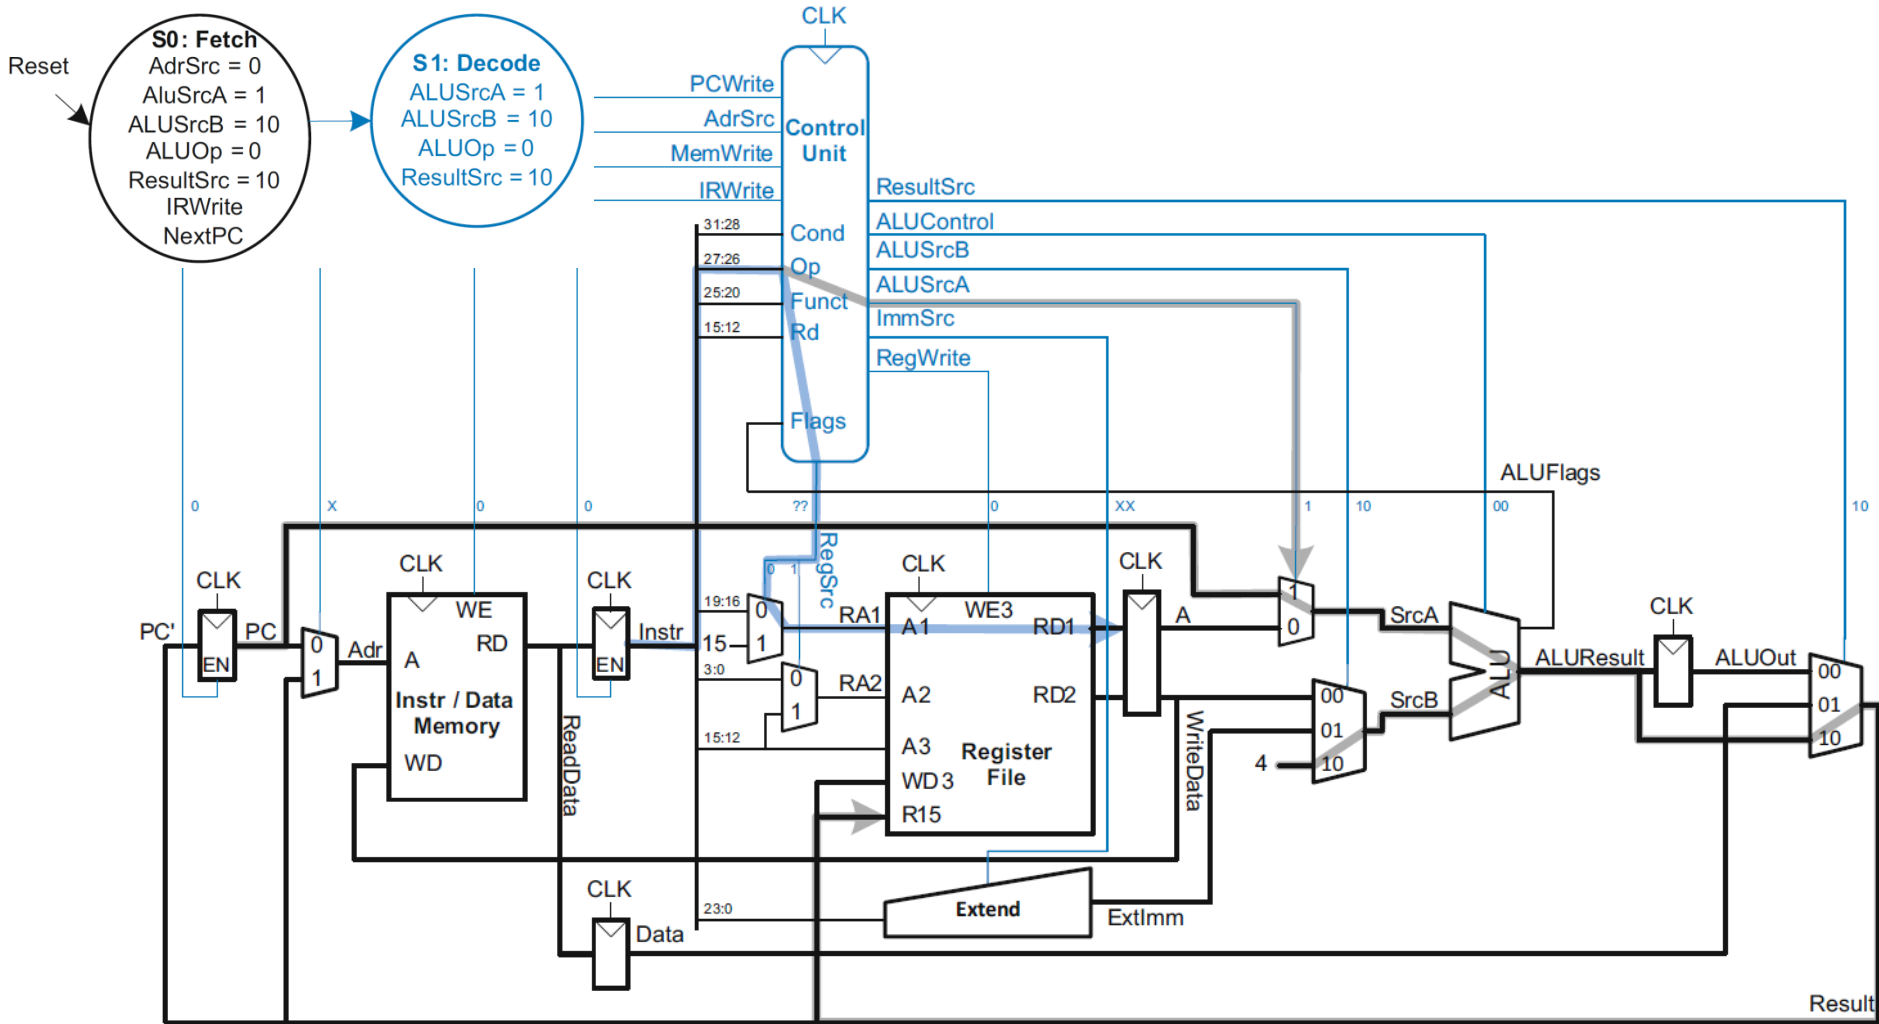 CLK
S0: Fetch
AdrSrc = 0
AluSrcA = 1
ALUSrcB = 10
ALUOp = 0
ResultSrc = 10
IRWrite
NextPC
Reset
S1: Decode
ALUSrcA = 1
ALUSrcB = 10
ALUOp = 0
ResultSrc = 10
PCWrite
AdrSrc
MemWrite
IRWrite
Control
Unit
ResultSrc
ALUControl
ALUSrcB
ALUSrcA
ImmSrc
RegWrite
31:28
Cond
27:26
Op
25:20
Funct
15:12
Rd
Flags
ALUFlags
0
X
0
0
??
0
XX
1
10
00
10
RegSrc
0
1
CLK
PC'
PC
EN
0
1
Adr
CLK
WE
RD
A
Instr / Data
Memory
WD
ReadData
CLK
Instr
EN
19:16
15
0
1
3:0
0
1
15:12
RA1
RA2
CLK
WE3
A1
RD1
A2
RD2
A3
WD3
R15
Register
File
CLK
A
WriteData
1
0
SrcA
00
01
10
4
SrcB
ALU
ALUResult
CLK
ALUOut
00
01
10
23:0
Extend
ExtImm
CLK
Data
Result